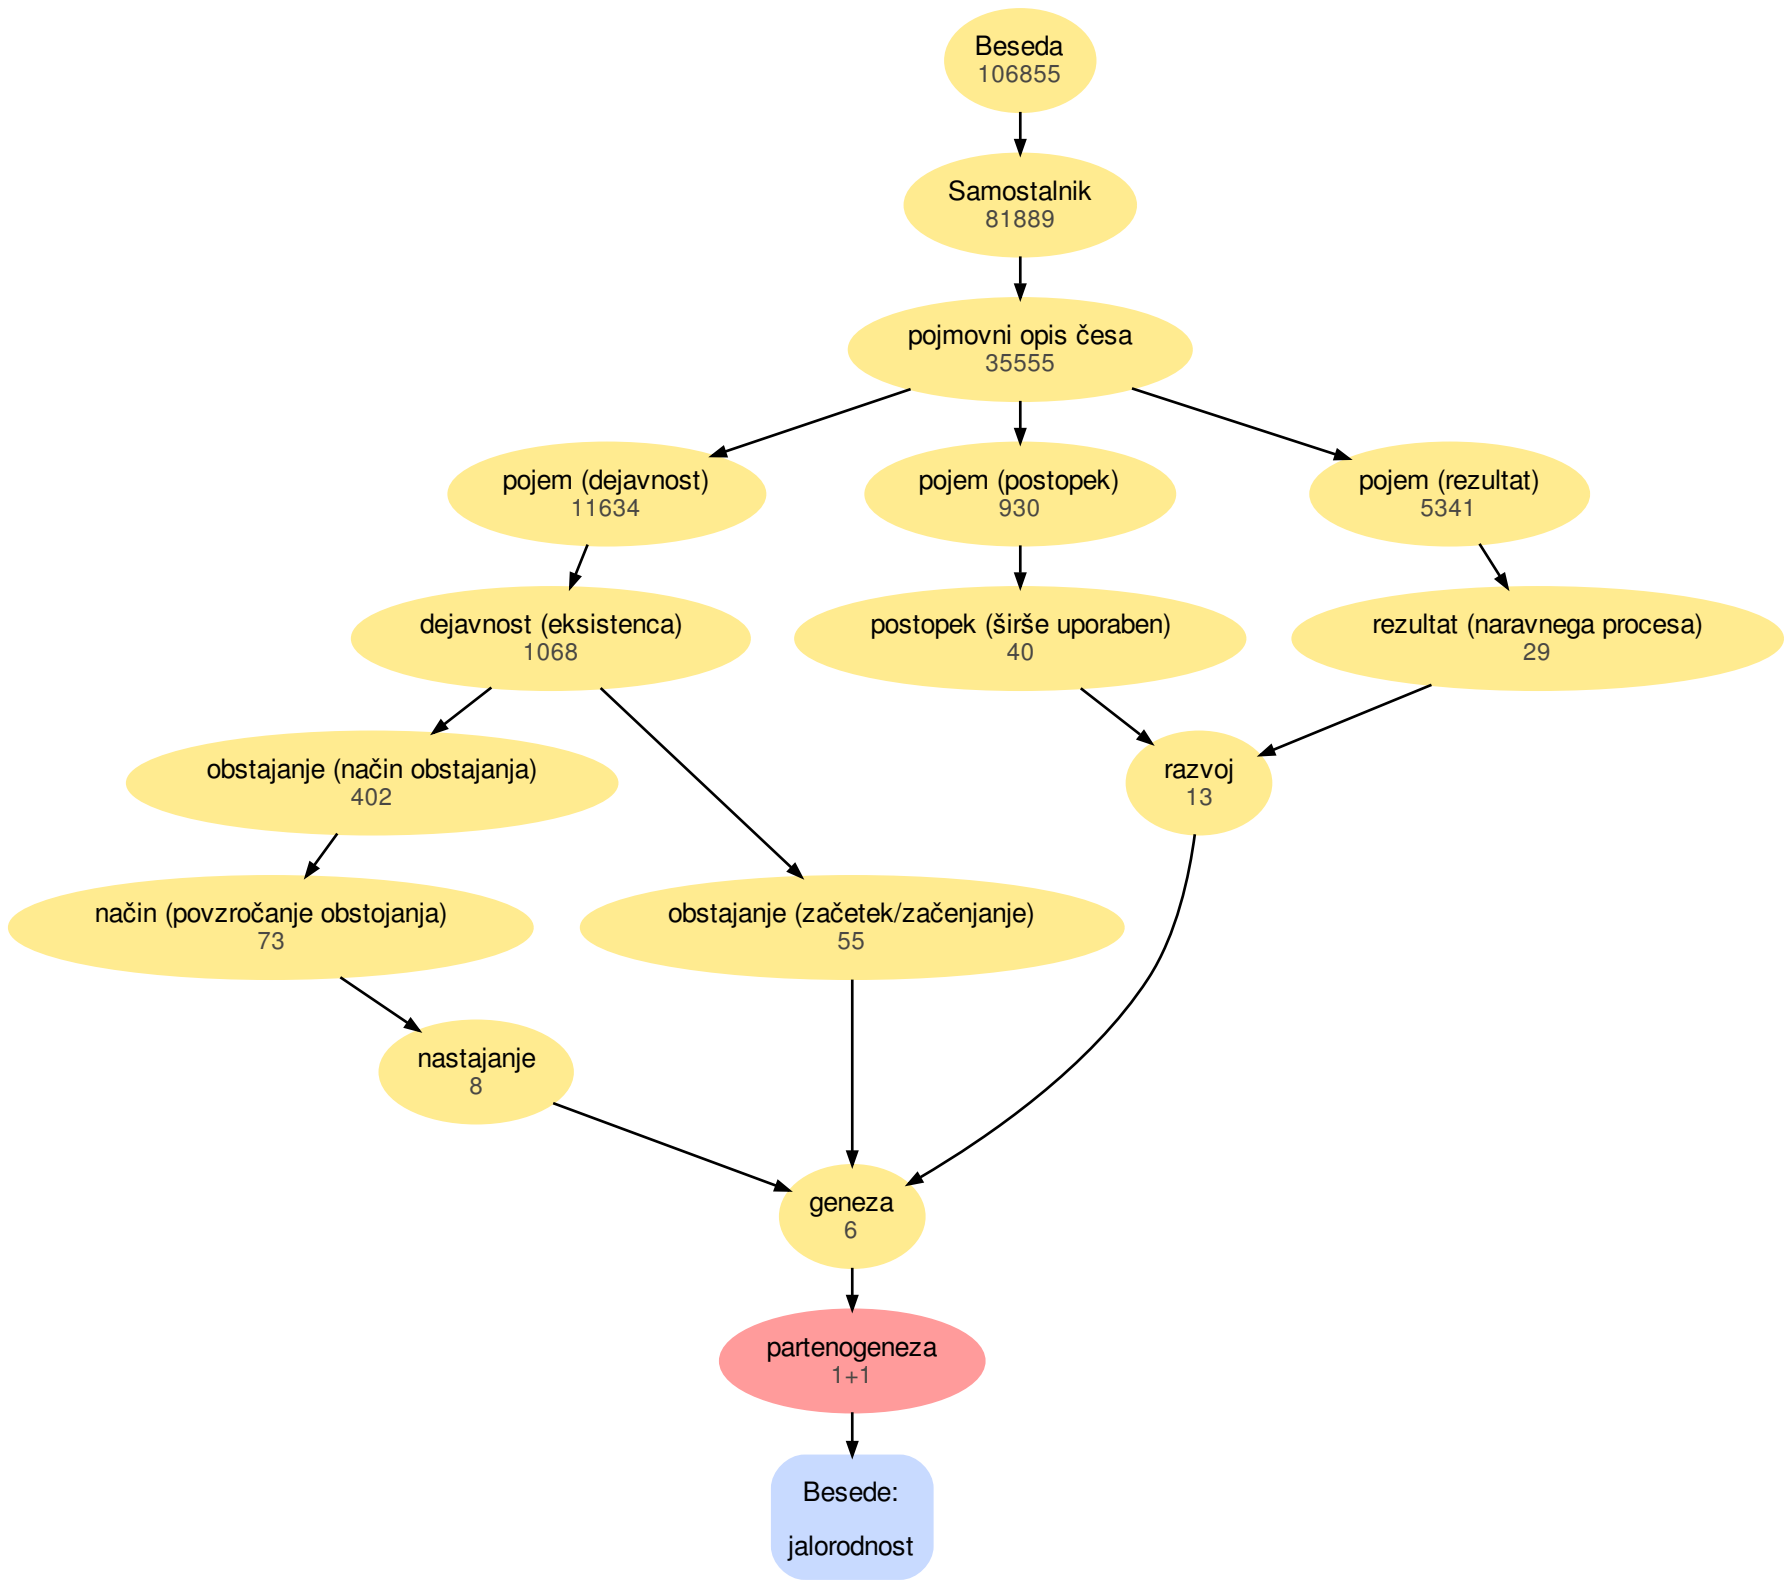 Beseda
106855
Samostalnik
81889
pojmovni opis česa
35555
pojem (dejavnost)
11634
pojem (postopek)
930
pojem (rezultat)
5341
dejavnost (eksistenca)
1068
postopek (širše uporaben)
40
rezultat (naravnega procesa)
29
obstajanje (način obstajanja)
402
razvoj
13
način (povzročanje obstojanja)
73
obstajanje (začetek/začenjanje)
55
nastajanje
8
geneza
6
partenogeneza
1+1
Besede:
jalorodnost